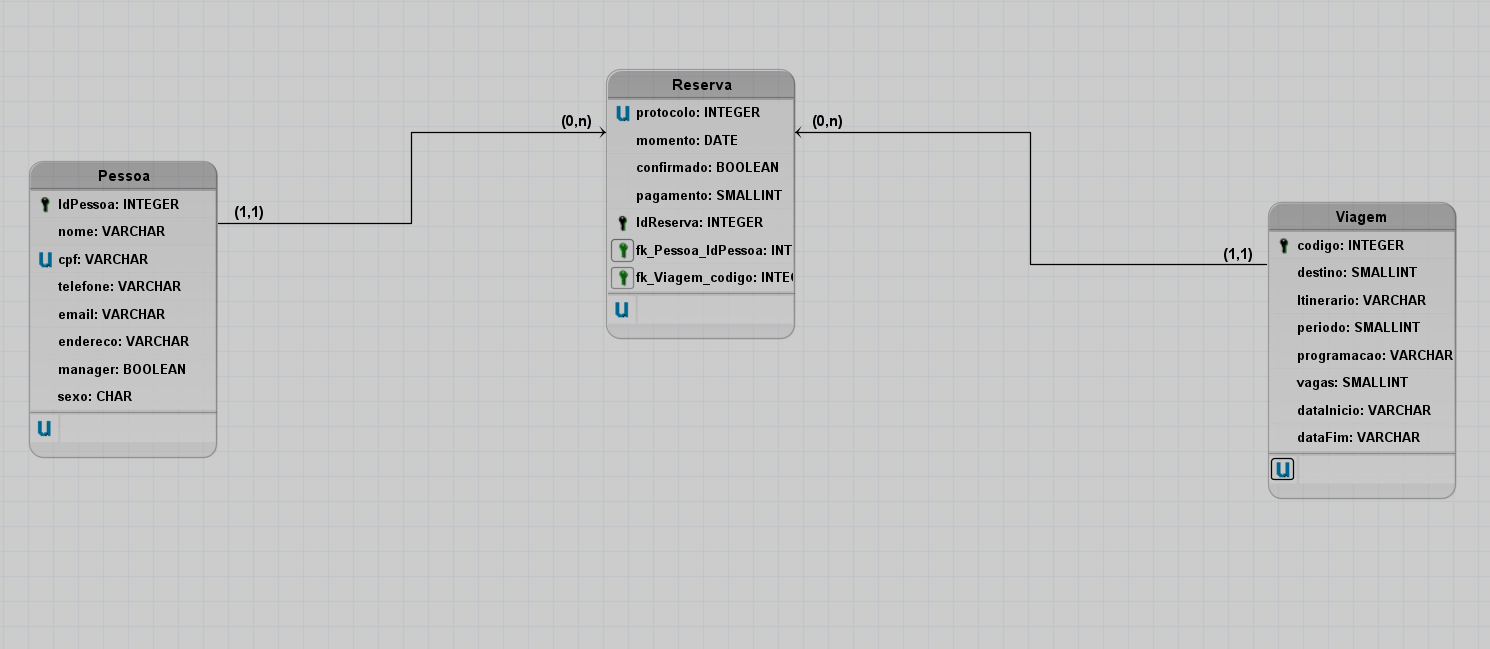 Pessoa
IdPessoa: INTEGER
nome: VARCHAR
U cpf: VARCHAR
telefone: VARCHAR
email: VARCHAR
endereco: VARCHAR
manager: BOOLEAN
sexo: CHAR
U
(1,1)
(0,n)
Reserva
U protocolo: INTEGER
momento: DATE
confirmado: BOOLEAN
pagamento: SMALLINT
IdReserva: INTEGER
fk_Pessoa_IdPessoa: INT
fk_Viagem_codigo: INTE
U
(0,n)
(1,1)
Viagem
codigo: INTEGER
destino: SMALLINT
Itinerario: VARCHAR
periodo: SMALLINT
programacao: VARCHAR
vagas: SMALLINT
dataInicio: VARCHAR
dataFim: VARCHAR
U